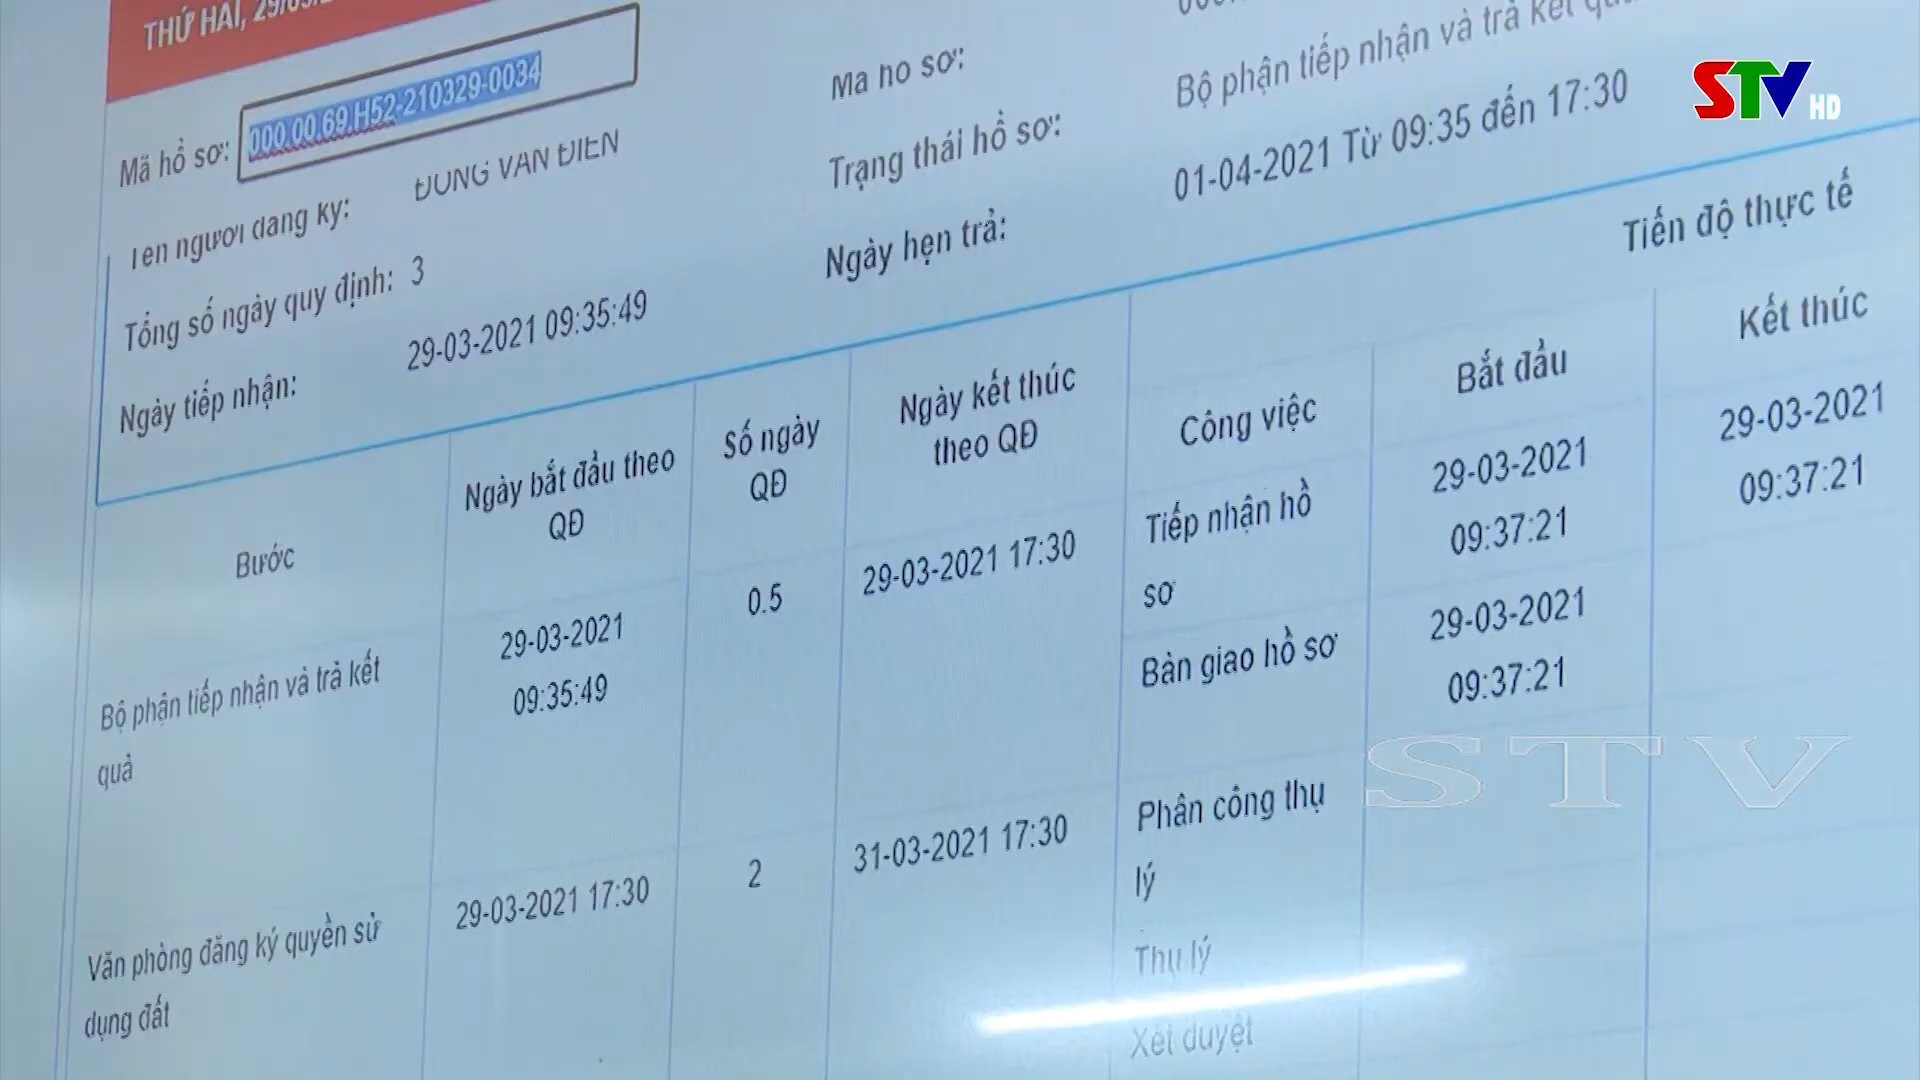 THỨ HAI, 29/03/
Mã hồ sơ: 000.00.69.H52-210329-0034
Mã hồ sơ:
Tên người đăng ký: ĐÙNG VĂN ĐIỀN
Trạng thái hồ sơ: Bộ phận tiếp nhận và trả kết
Tổng số ngày quy định: 3
Ngày hẹn trả: 01-04-2021 Từ 09:35 đến 17:30
Ngày tiếp nhận: 29-03-2021 09:35:49
Tiến độ thực tế
Bước
Ngày bắt đầu theo
QĐ
Số ngày
QĐ
Ngày kết thúc
theo QĐ
Công việc
Bắt đầu
Kết thúc
Bộ phận tiếp nhận và trả kết
quả
29-03-2021
09:35:49
0.5
29-03-2021 17:30
Tiếp nhận hồ
sơ
29-03-2021
09:37:21
29-03-2021
09:37:21
Bàn giao hồ sơ
29-03-2021
09:37:21
Văn phòng đăng ký quyền sử
dụng đất
29-03-2021 17:30
2
31-03-2021 17:30
Phân công thụ
lý
Thụ lý
Xét duyệt
STV HD
STV